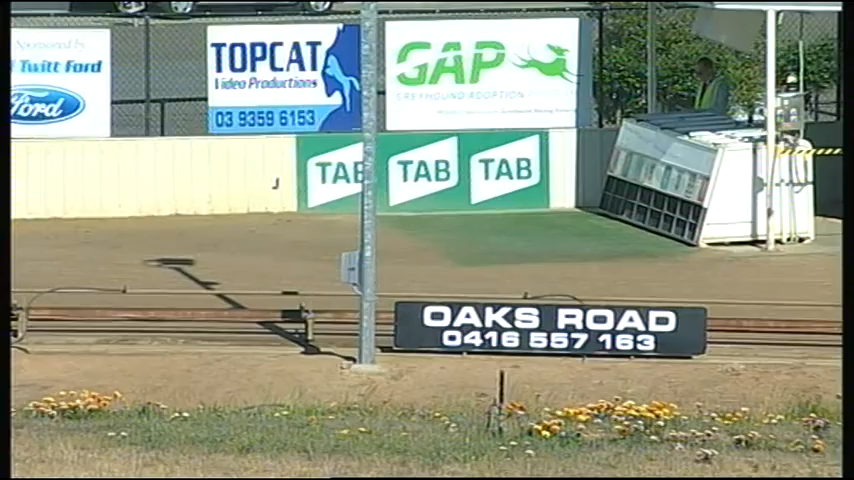 Sponsored by
Twitt Ford
Ford
TOPCAT
Video Productions
03 9359 6153
GAP
GREYHOUND ADOPTION
TAB
TAB
TAB
OAKS ROAD
0416 557 163